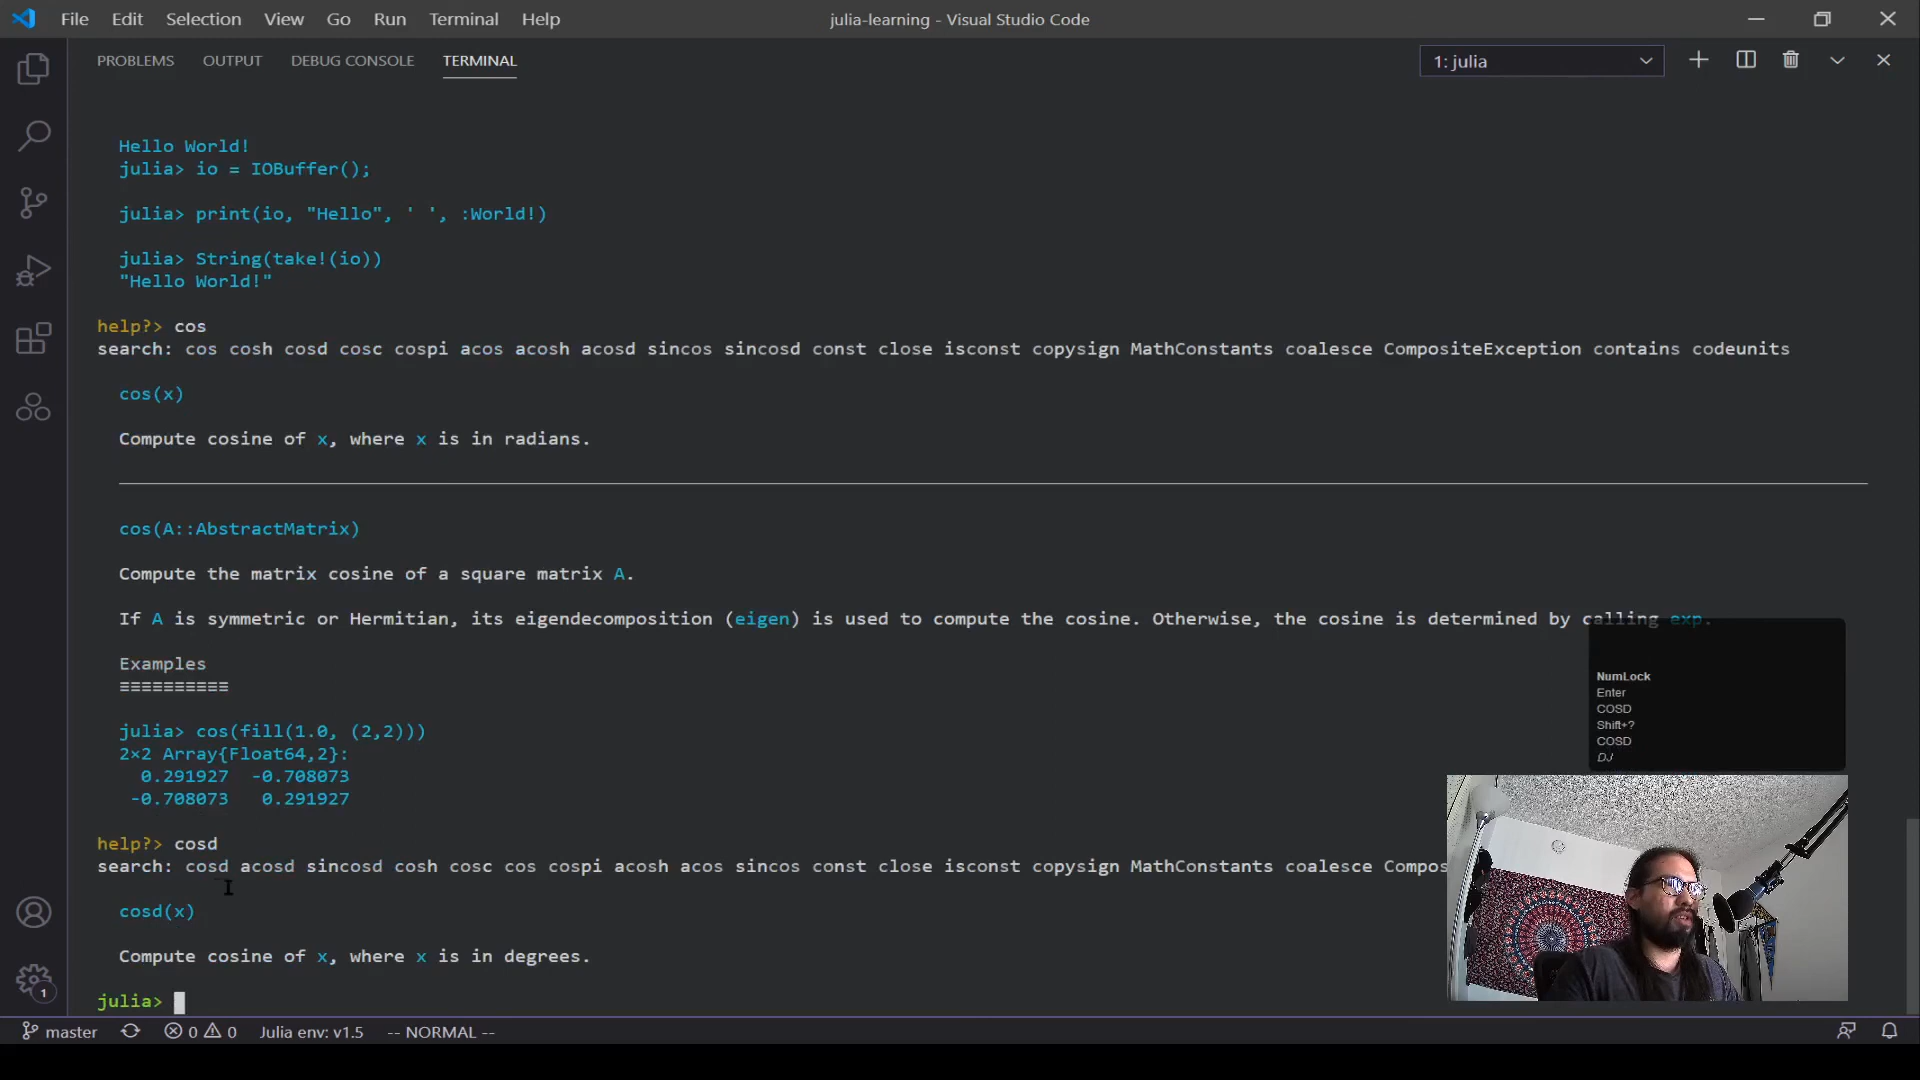 File Edit Selection View Go Run Terminal Help
julia-learning - Visual Studio Code
PROBLEMS OUTPUT DEBUG CONSOLE TERMINAL
1: julia
Hello World!
julia> io = IOBuffer();
julia> print(io, "Hello", ' ', :World!)
julia> String(take!(io))
"Hello World!"
help?> cos
search: cos cosh cosd cosc cospi acos acosh acosd sincos sincosd const close isconst copysign MathConstants coalesce CompositeException contains codeunits
cos(x)
Compute cosine of x, where x is in radians.
cos(A::AbstractMatrix)
Compute the matrix cosine of a square matrix A.
If A is symmetric or Hermitian, its eigendecomposition (eigen) is used to compute the cosine. Otherwise, the cosine is determined by calling exp.
Examples
≡≡≡≡≡≡≡≡≡≡
julia> cos(fill(1.0, (2,2)))
2×2 Array{Float64,2}:
0.291927 -0.708073
-0.708073 0.291927
NumLock
Enter
COSD
Shift+?
COSD
DJ
help?> cosd
search: cosd acosd sincosd cosh cosc cos cospi acosh acos sincos const close isconst copysign MathConstants coalesce Compos
cosd(x)
Compute cosine of x, where x is in degrees.
julia>
1
master 0 0 Julia env: v1.5 -- NORMAL --